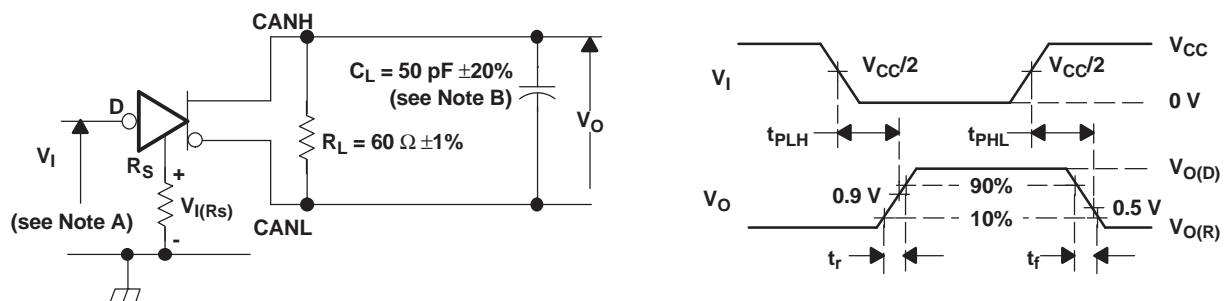 CANH
D
V_I
(see Note A)
R_S
+
V_I(Rs)
-
C_L = 50 pF ±20%
(see Note B)
R_L = 60 Ω ±1%
V_O
CANL
V_I
V_CC/2
V_CC/2
V_CC
0 V
t_PLH
t_PHL
V_O
0.9 V
90%
10%
0.5 V
V_O(D)
V_O(R)
t_r
t_f